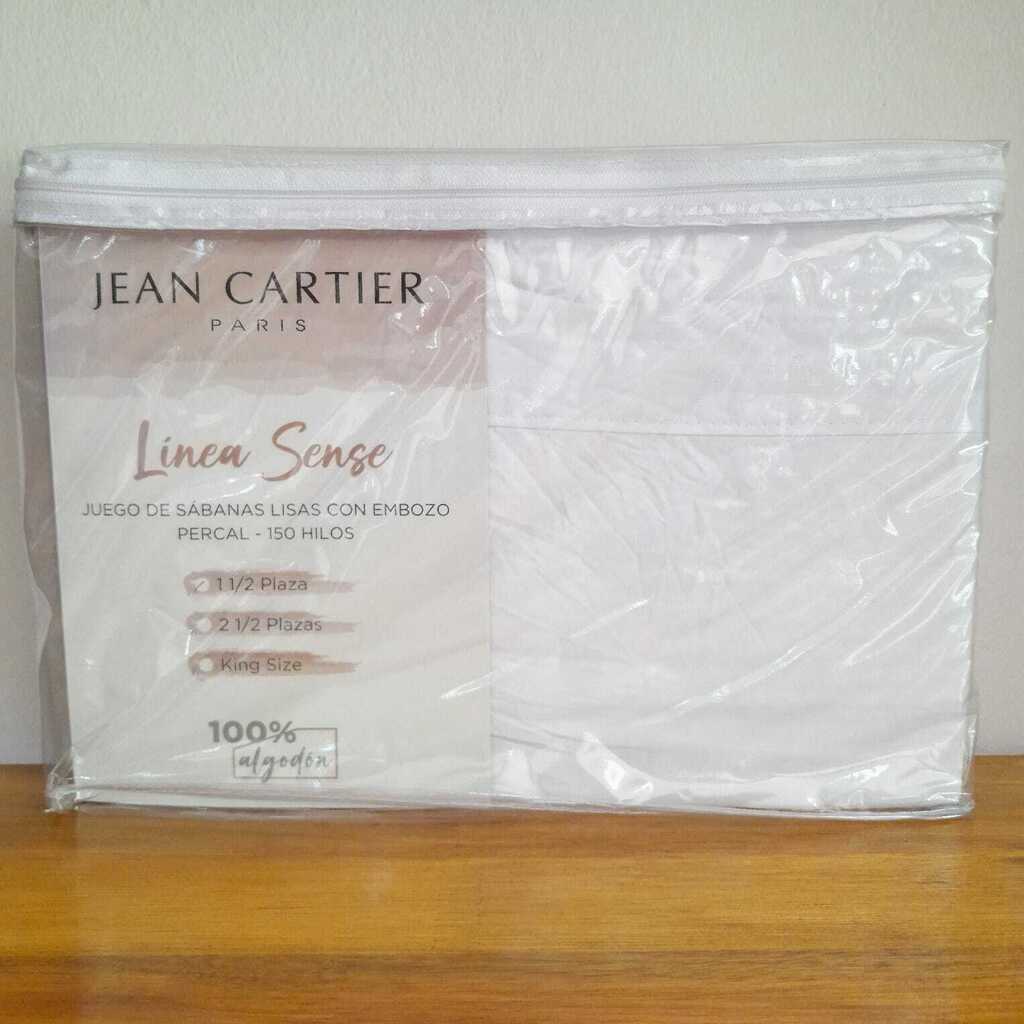 JEAN CARTIER
PARIS
Línea Sense
JUEGO DE SÁBANAS LISAS CON EMBOZO
PERCAL - 150 HILOS
1 1/2 Plaza
2 1/2 Plazas
King Size
100%
algodón